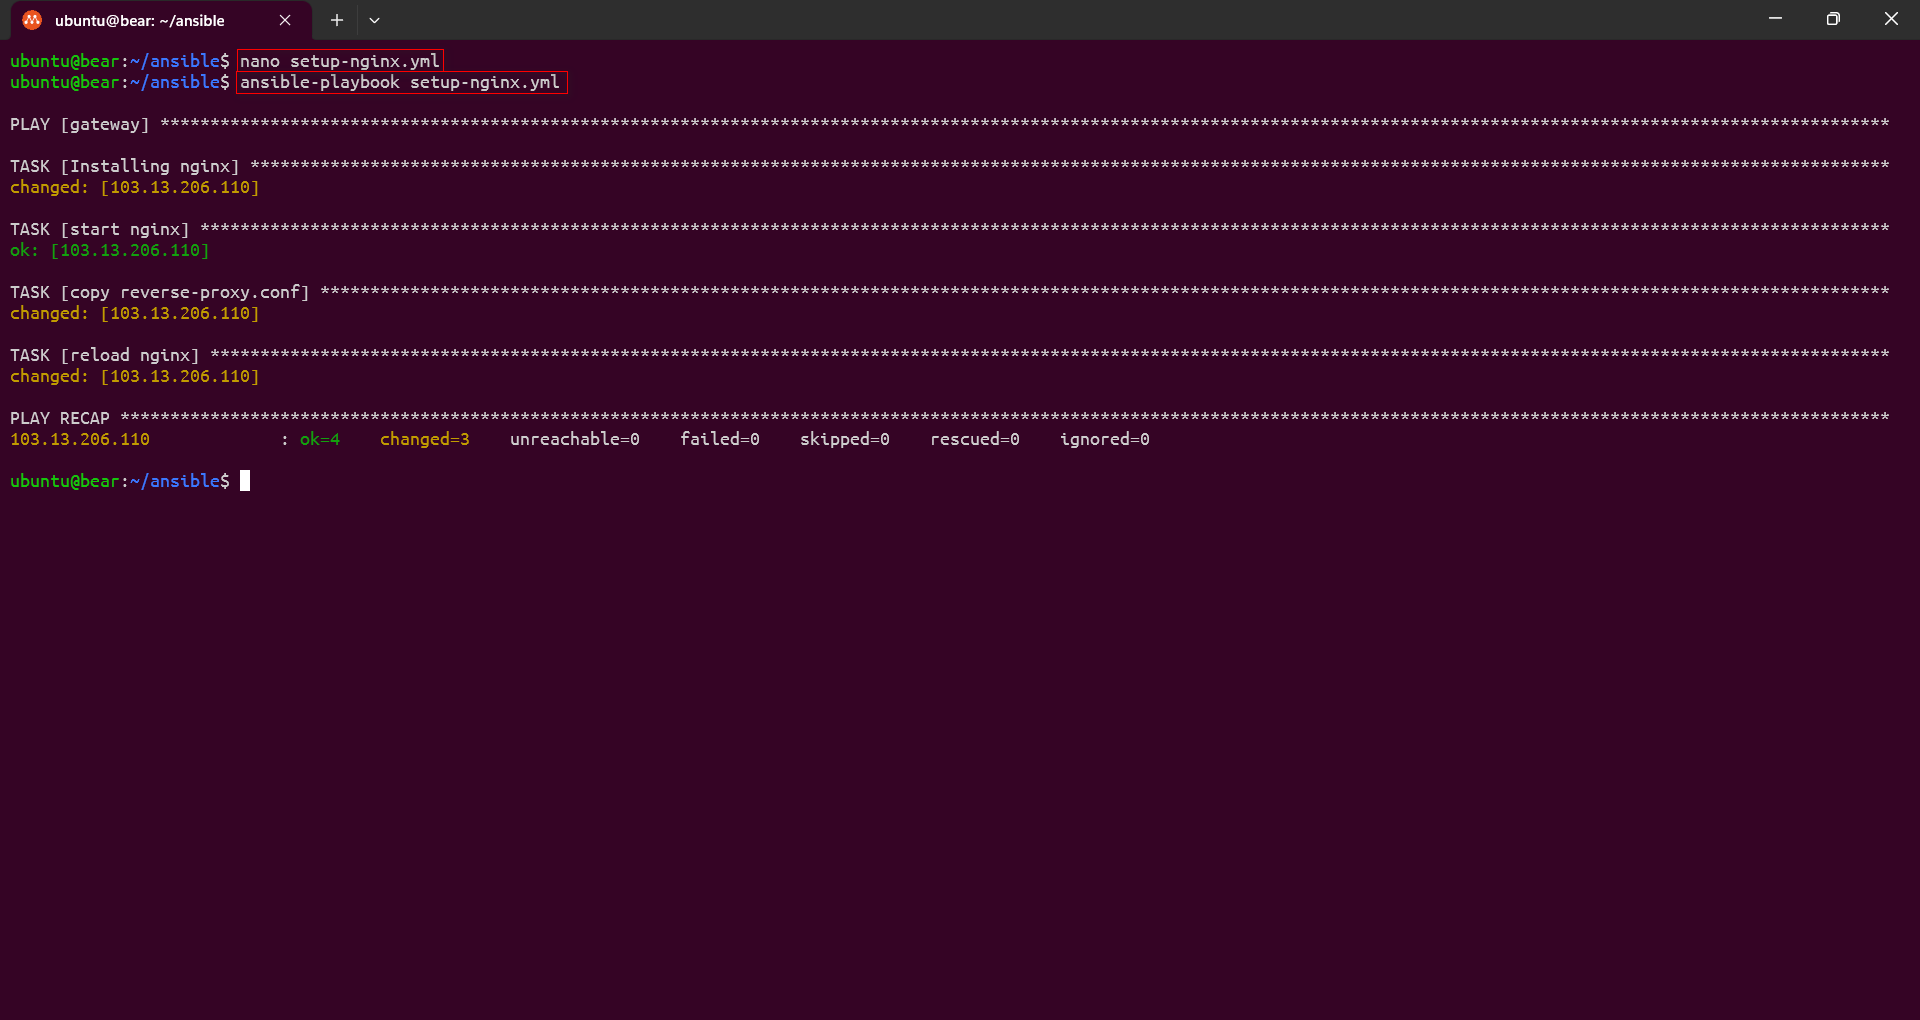 ubuntu@bear: ~/ansible
ubuntu@bear:~/ansible$ nano setup-nginx.yml
ubuntu@bear:~/ansible$ ansible-playbook setup-nginx.yml
PLAY [gateway] *****************************************************************************************************************************************************************************
TASK [Installing nginx] ********************************************************************************************************************************************************************
changed: [103.13.206.110]
TASK [start nginx] *************************************************************************************************************************************************************************
ok: [103.13.206.110]
TASK [copy reverse-proxy.conf] *************************************************************************************************************************************************************
changed: [103.13.206.110]
TASK [reload nginx] ************************************************************************************************************************************************************************
changed: [103.13.206.110]
PLAY RECAP *********************************************************************************************************************************************************************************
103.13.206.110             : ok=4    changed=3    unreachable=0    failed=0    skipped=0    rescued=0    ignored=0
ubuntu@bear:~/ansible$